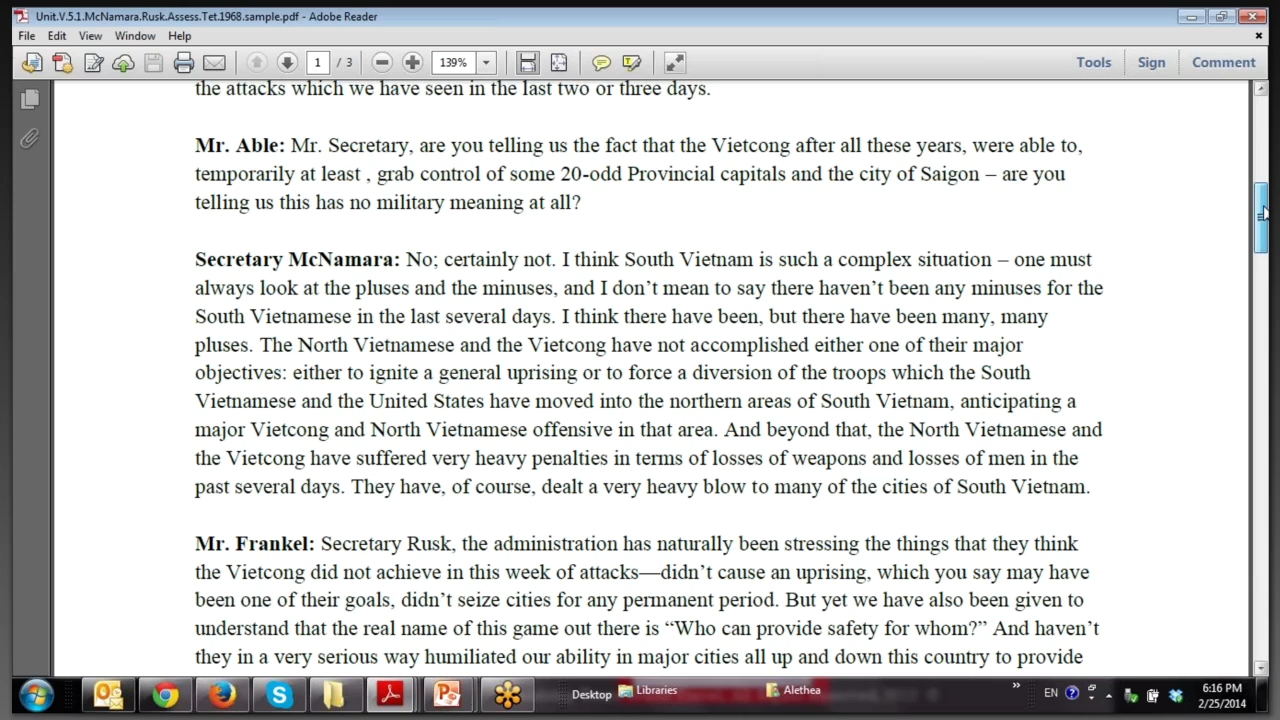 Unit.V.5.1.McNamara.Rusk.Assess.Tet.1968.sample.pdf - Adobe Reader
File Edit View Window Help
1 / 3 139% Tools Sign Comment
the attacks which we have seen in the last two or three days.
Mr. Able: Mr. Secretary, are you telling us the fact that the Vietcong after all these years, were able to,
temporarily at least , grab control of some 20-odd Provincial capitals and the city of Saigon – are you
telling us this has no military meaning at all?
Secretary McNamara: No; certainly not. I think South Vietnam is such a complex situation – one must
always look at the pluses and the minuses, and I don’t mean to say there haven’t been any minuses for the
South Vietnamese in the last several days. I think there have been, but there have been many, many
pluses. The North Vietnamese and the Vietcong have not accomplished either one of their major
objectives: either to ignite a general uprising or to force a diversion of the troops which the South
Vietnamese and the United States have moved into the northern areas of South Vietnam, anticipating a
major Vietcong and North Vietnamese offensive in that area. And beyond that, the North Vietnamese and
the Vietcong have suffered very heavy penalties in terms of losses of weapons and losses of men in the
past several days. They have, of course, dealt a very heavy blow to many of the cities of South Vietnam.
Mr. Frankel: Secretary Rusk, the administration has naturally been stressing the things that they think
the Vietcong did not achieve in this week of attacks—didn’t cause an uprising, which you say may have
been one of their goals, didn’t seize cities for any permanent period. But yet we have also been given to
understand that the real name of this game out there is “Who can provide safety for whom?” And haven’t
they in a very serious way humiliated our ability in major cities all up and down this country to provide
Desktop Libraries Alethea » EN 6:16 PM
2/25/2014